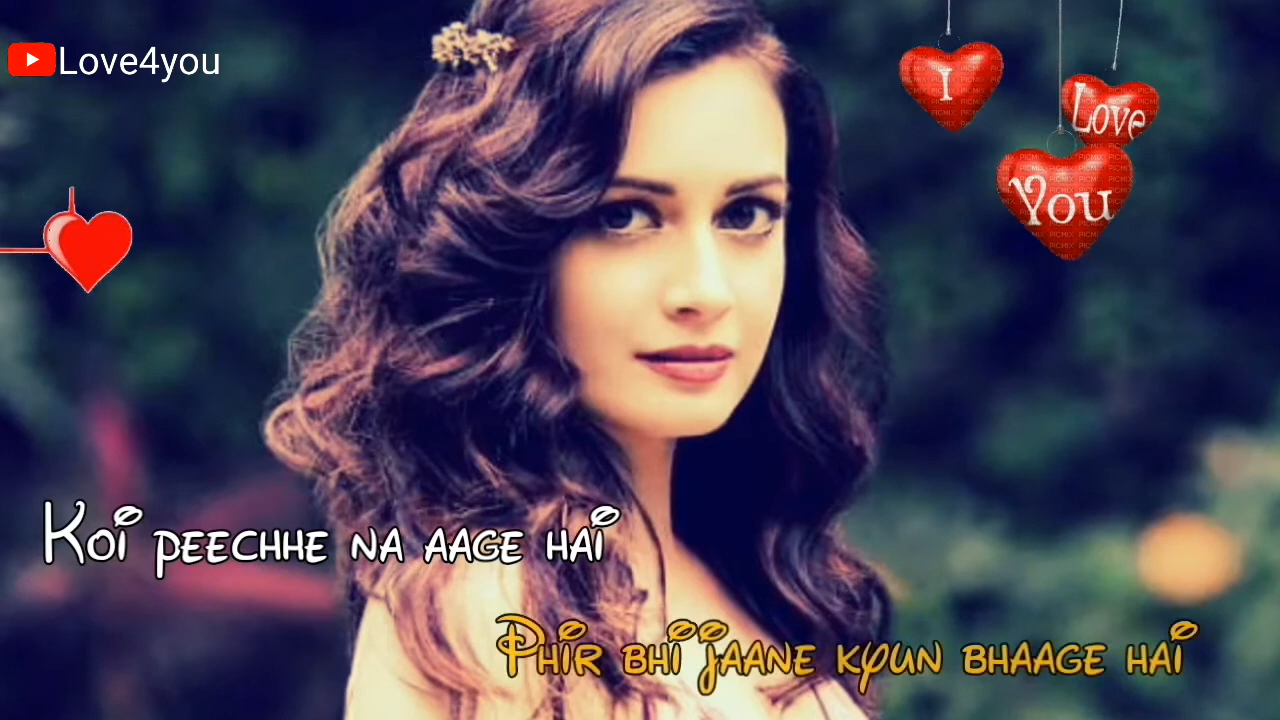 Love4you
I
Love
You
Koi peechhe na aage hai
Phir bhi jaane kyun bhaage hai